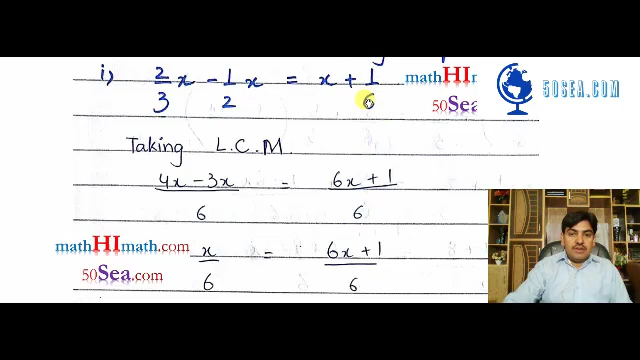 i) 2/3 x - 1/2 x = x + 1/6
mathHIm
50Sea
50SEA.COM
Taking L.C.M.
4x - 3x / 6 = 6x + 1 / 6
mathHImath.com
50Sea.com
x / 6 = 6x + 1 / 6